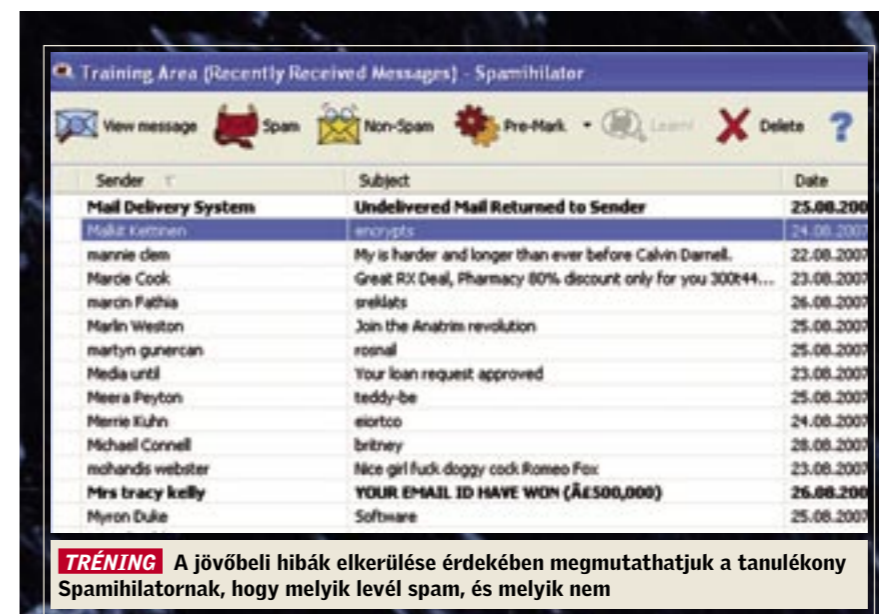 Training Area (Recently Received Messages) - Spamihilator
View message Spam Non-Spam Pre-Mark Learn! Delete ?
Sender Subject Date
Mail Delivery System Undelivered Mail Returned to Sender 25.08.200
Kettinen encrypts 24.08.2007
mannie clem My is harder and longer than ever before Calvin Darnell. 22.08.2007
Marcie Cook Great RX Deal, Pharmacy 80% discount only for you 300t44... 23.08.2007
marcin Fathia sreklats 26.08.2007
Marlin Weston Join the Anatrim revolution 25.08.2007
martyn gunercan rosnal 25.08.2007
Media until Your loan request approved 23.08.2007
Meera Peyton teddy-be 25.08.2007
Merrie Kuhn eiortco 24.08.2007
Michael Connell britney 28.08.2007
mohandis webster Nice girl fuck doggy cock Romeo Fox 23.08.2007
Mrs tracy kelly YOUR EMAIL ID HAVE WON (Â£500,000) 26.08.200
Myron Duke Software 25.08.2007
TRÉNING A jövőbeli hibák elkerülése érdekében megmutathatjuk a tanulékony
Spamihilatornak, hogy melyik levél spam, és melyik nem